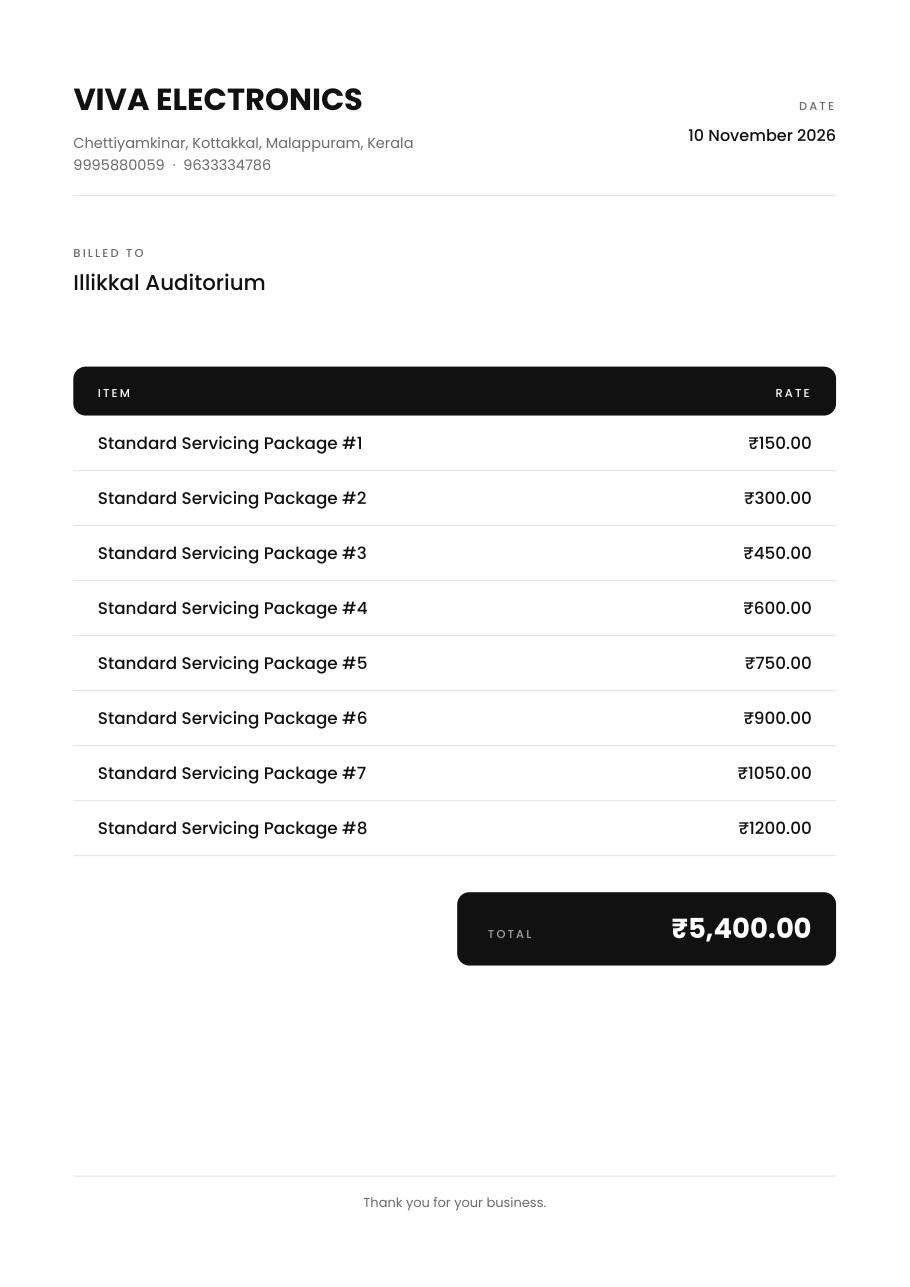 VIVA ELECTRONICS
Chettiyamkinar, Kottakkal, Malappuram, Kerala
9995880059 · 9633334786
DATE
10 November 2026
BILLED TO
Illikkal Auditorium
ITEM RATE
Standard Servicing Package #1 ₹150.00
Standard Servicing Package #2 ₹300.00
Standard Servicing Package #3 ₹450.00
Standard Servicing Package #4 ₹600.00
Standard Servicing Package #5 ₹750.00
Standard Servicing Package #6 ₹900.00
Standard Servicing Package #7 ₹1050.00
Standard Servicing Package #8 ₹1200.00
TOTAL ₹5,400.00
Thank you for your business.